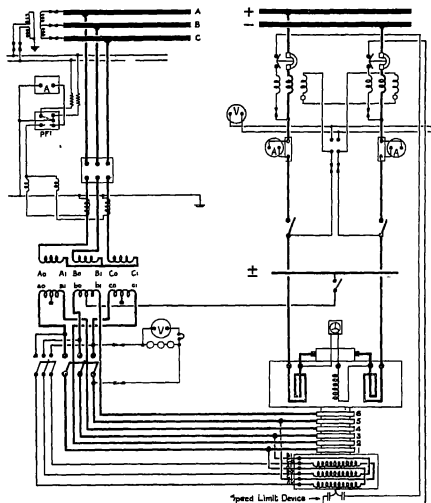 A
B
C
+
−
A
PFI
V
A
A
Ao A1 Bo B1 Co C1
ao a1 bo b1 co c1
±
V
6
5
4
3
2
1
Speed Limit Device